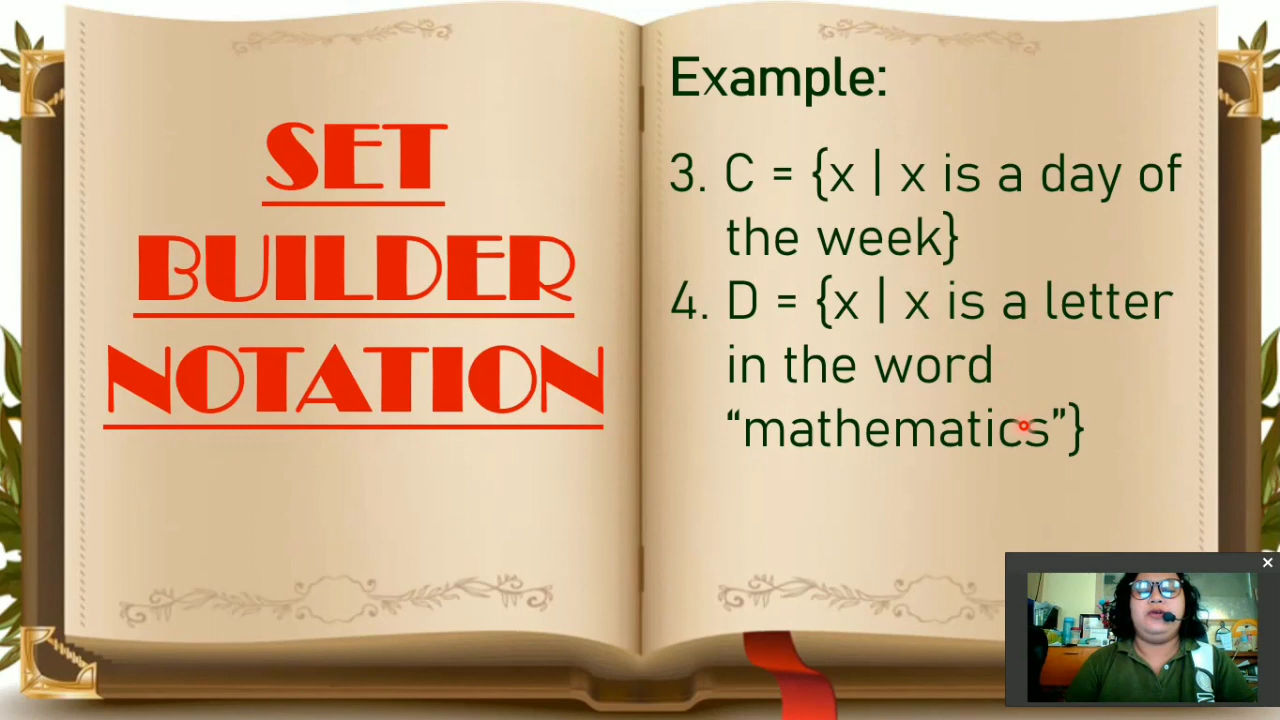 SET
BUILDER
NOTATION
Example:
3. C = {x | x is a day of
the week}
4. D = {x | x is a letter
in the word
“mathematics”}